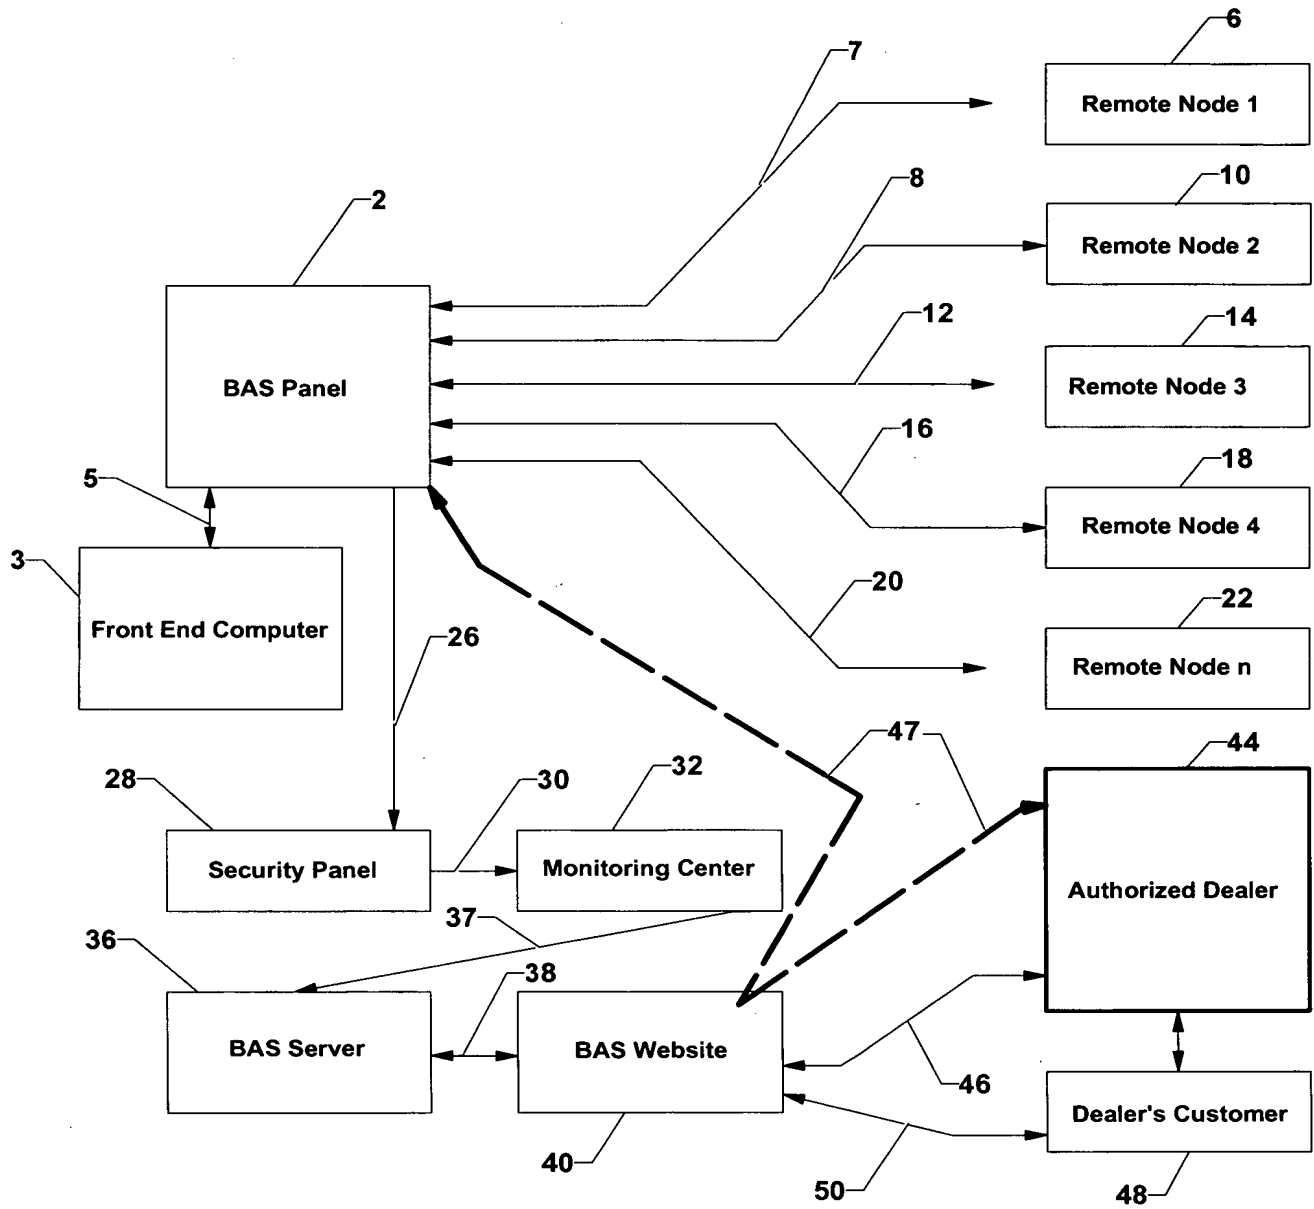 6
7
Remote Node 1
10
8
2
Remote Node 2
12
14
BAS Panel
Remote Node 3
16
18
5
Remote Node 4
3
20
22
Front End Computer
26
Remote Node n
47
44
28
30
32
Security Panel
Monitoring Center
Authorized Dealer
37
36
38
BAS Server
BAS Website
46
Dealer's Customer
40
50
48